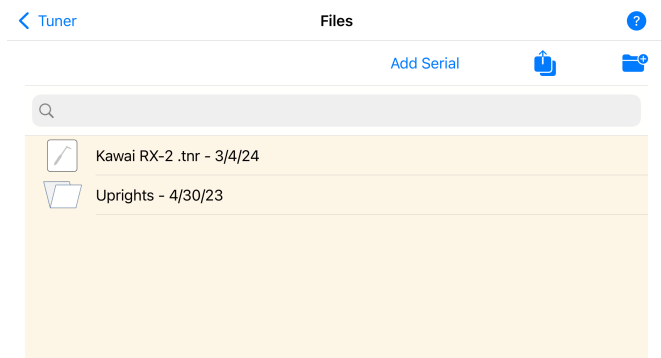 Tuner
Files
?
Add Serial
Kawai RX-2 .tnr - 3/4/24
Uprights - 4/30/23